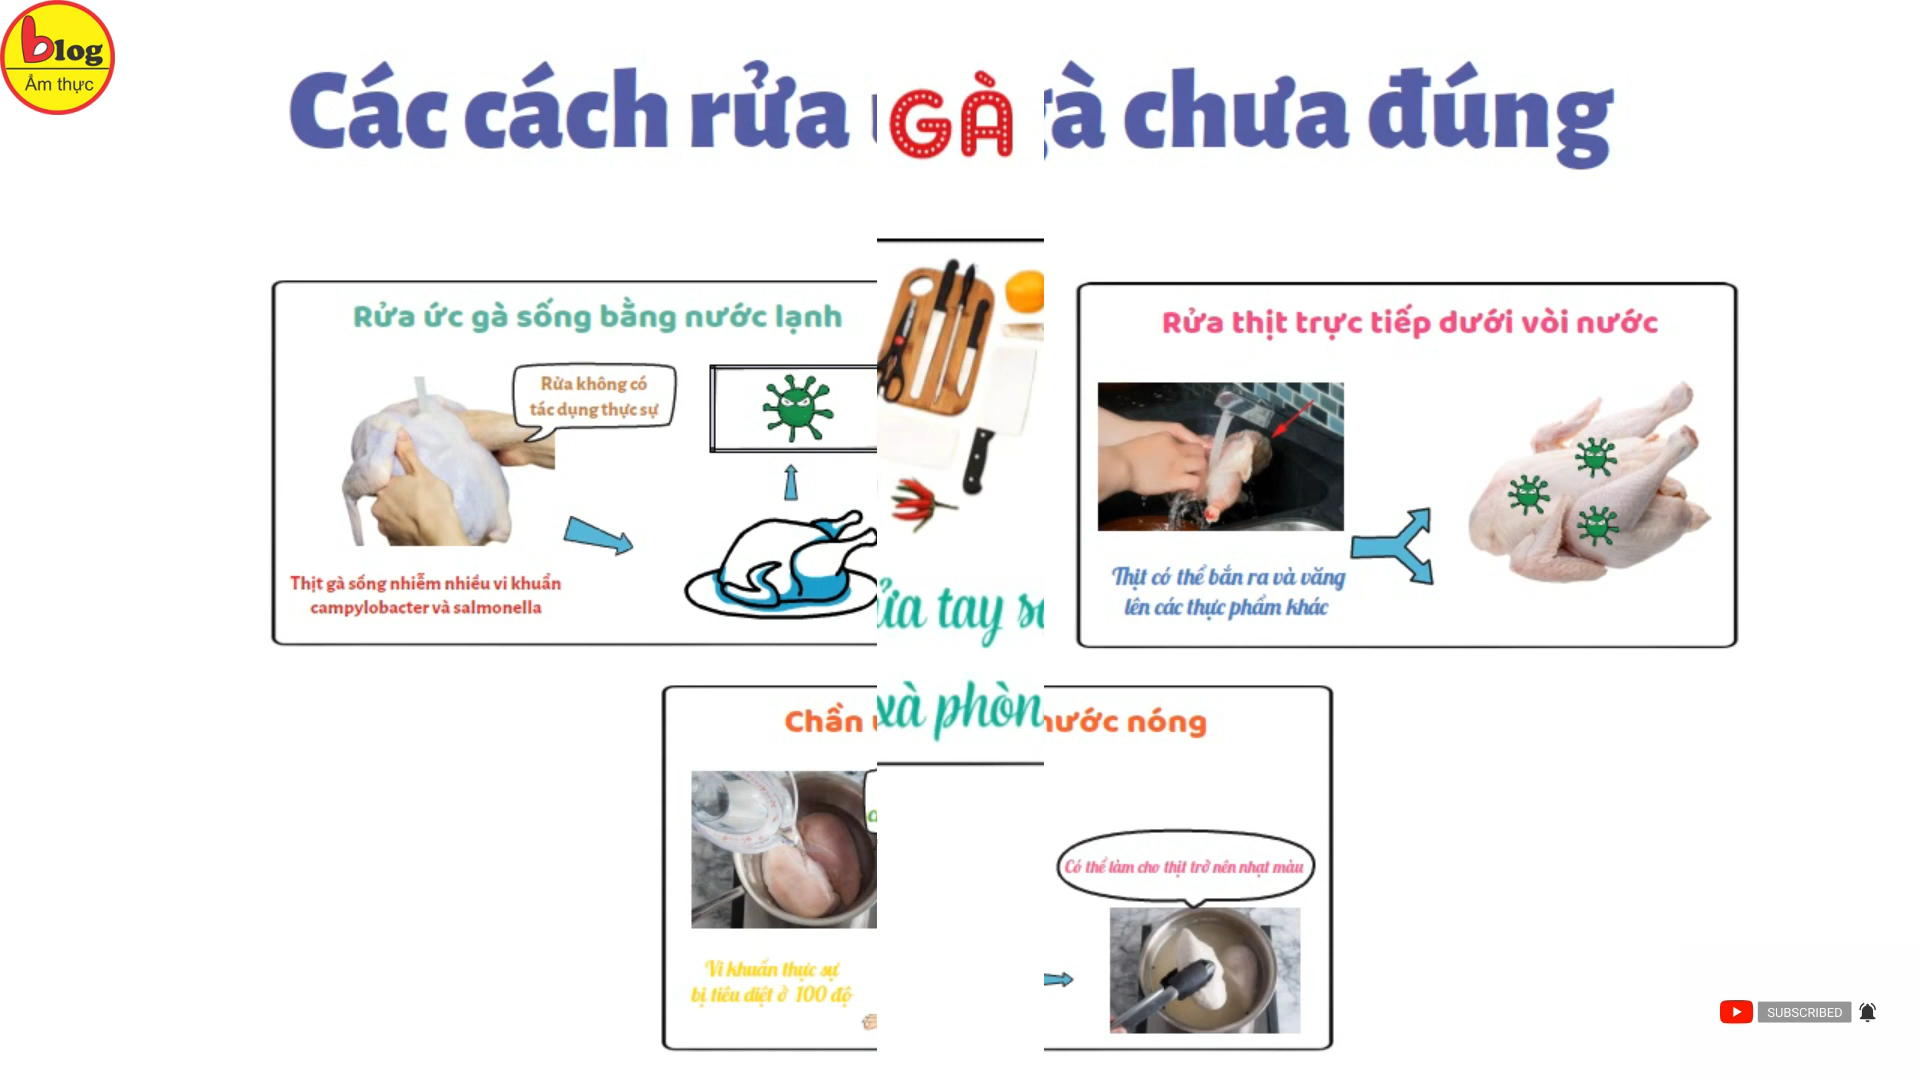 blog
Ẩm thực
Các cách rửa
GÀ
gà chưa đúng
Rửa ức gà sống bằng nước lạnh
Rửa không có
tác dụng thực sự
Thịt gà sống nhiễm nhiều vi khuẩn
campylobacter và salmonella
Rửa thịt trực tiếp dưới vòi nước
Thịt có thể bắn ra và văng
lên các thực phẩm khác
tay
xà phòn
Chần
nước nóng
Có thể làm cho thịt trở nên nhạt màu
Vi khuẩn thực sự
bị tiêu diệt ở 100 độ
SUBSCRIBED